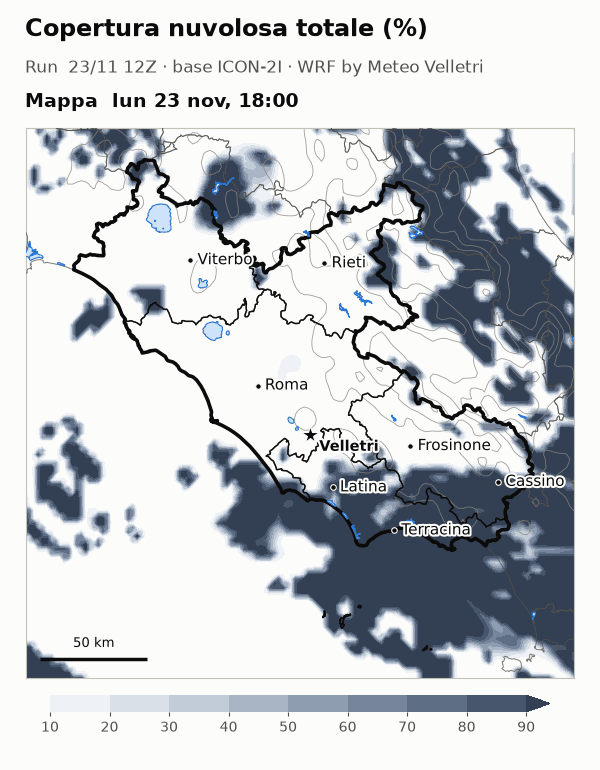 Copertura nuvolosa totale (%)
Run  23/11 12Z · base ICON-2I · WRF by Meteo Velletri
Mappa  lun 23 nov, 18:00
Viterbo
Rieti
Roma
Velletri
Frosinone
Latina
Cassino
Terracina
50 km
10 20 30 40 50 60 70 80 90